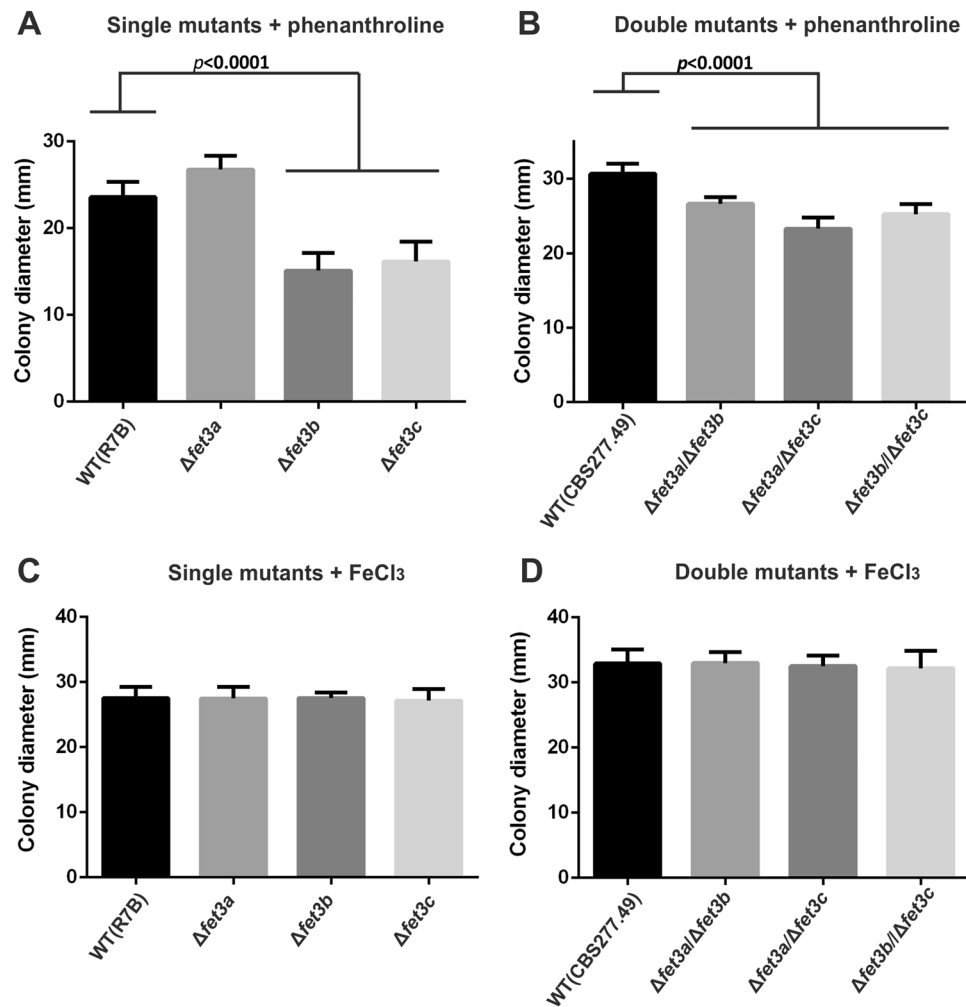 A Single mutants + phenanthroline
p<0.0001
Colony diameter (mm)
30
20
10
0
WT(R7B)
Δfet3a
Δfet3b
Δfet3c
B Double mutants + phenanthroline
p<0.0001
Colony diameter (mm)
30
20
10
0
WT(CBS277.49)
Δfet3a/Δfet3b
Δfet3a/Δfet3c
Δfet3b//Δfet3c
C Single mutants + FeCl₃
Colony diameter (mm)
40
30
20
10
0
WT(R7B)
Δfet3a
Δfet3b
Δfet3c
D Double mutants + FeCl₃
Colony diameter (mm)
40
30
20
10
0
WT(CBS277.49)
Δfet3a/Δfet3b
Δfet3a/Δfet3c
Δfet3b//Δfet3c